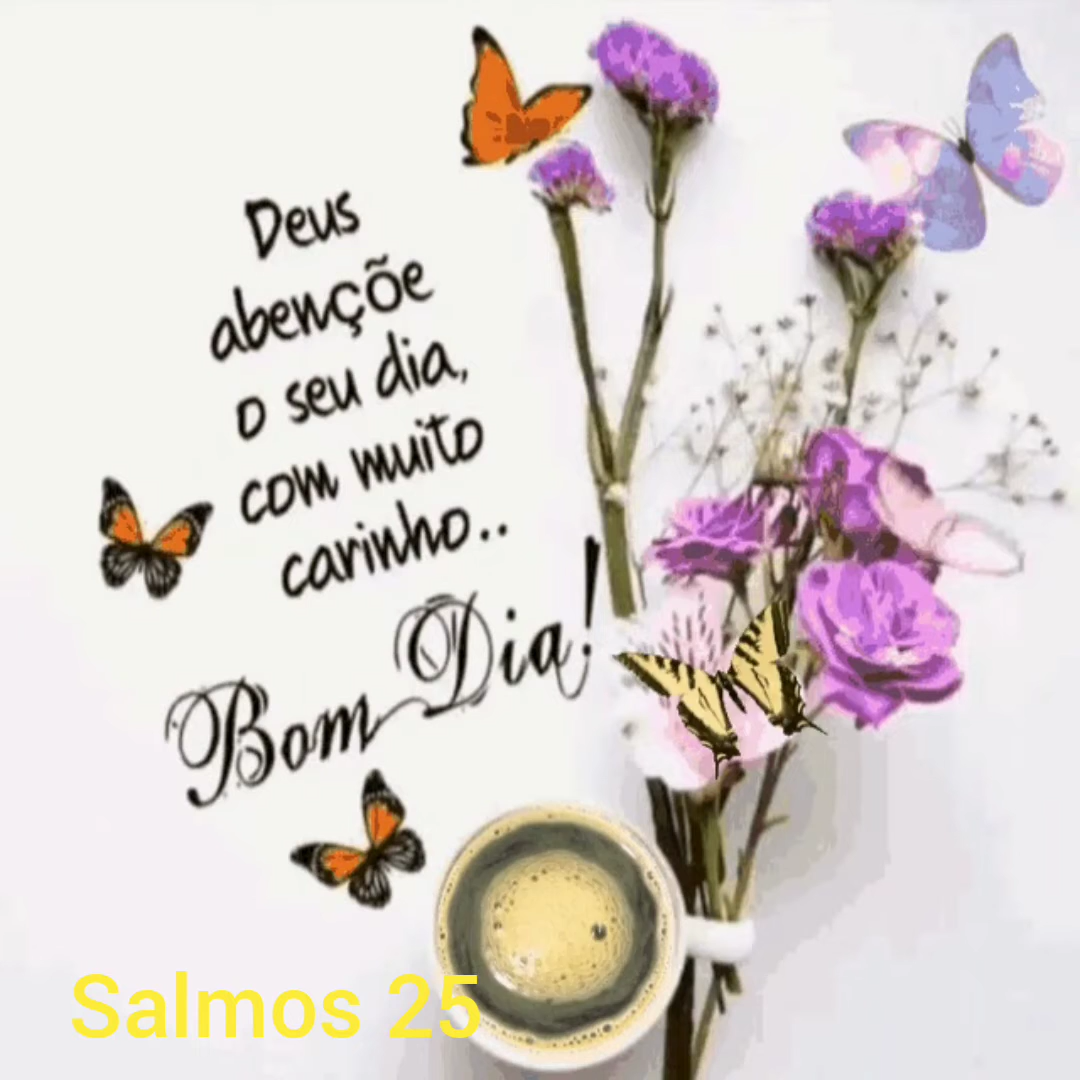 Deus
abençõe
o seu dia,
com muito
carinho..
Bom Dia!
Salmos 25